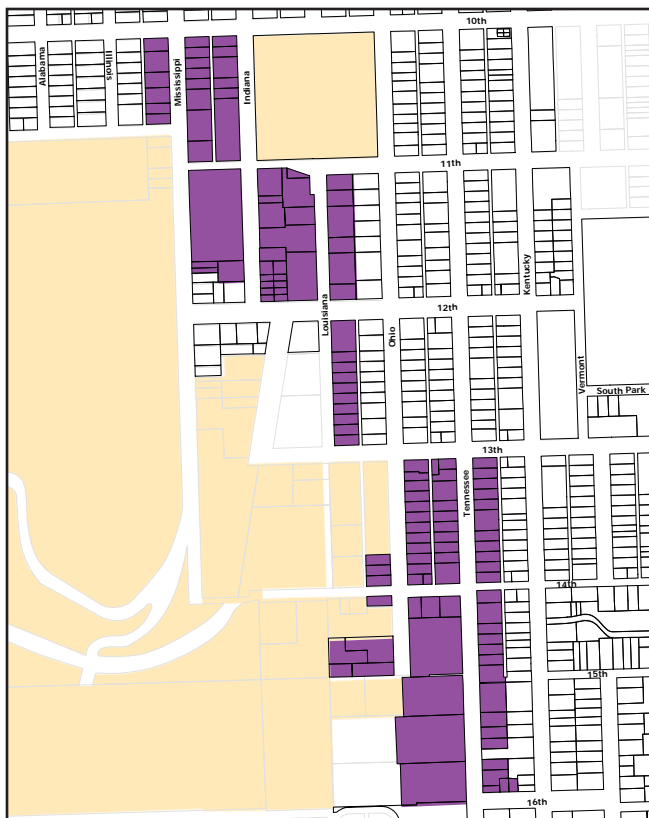 10th
Alabama
Illinois
Mississippi
Indiana
11th
Kentucky
12th
Louisiana
Ohio
Vermont
South Park
13th
Tennessee
14th
15th
16th